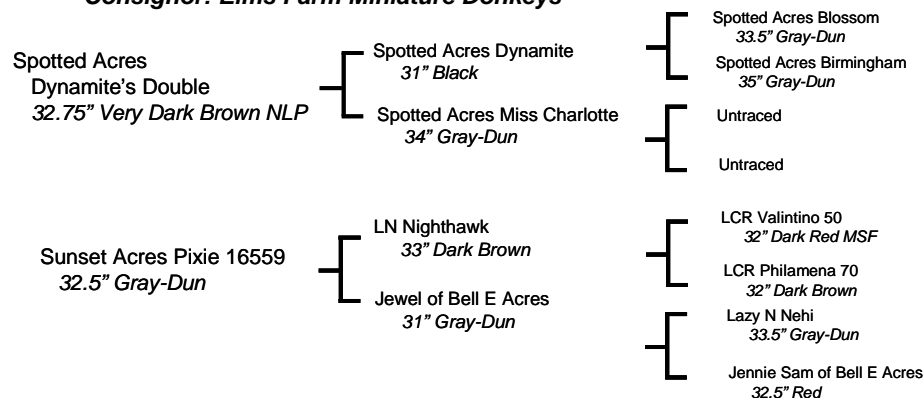 Consignor: Elms Farm Miniature Donkeys
Spotted Acres
Dynamite’s Double
32.75” Very Dark Brown NLP
Spotted Acres Dynamite
31” Black
Spotted Acres Miss Charlotte
34” Gray-Dun
Spotted Acres Blossom
33.5” Gray-Dun
Spotted Acres Birmingham
35” Gray-Dun
Untraced
Untraced
Sunset Acres Pixie 16559
32.5” Gray-Dun
LN Nighthawk
33” Dark Brown
Jewel of Bell E Acres
31” Gray-Dun
LCR Valintino 50
32” Dark Red MSF
LCR Philamena 70
32” Dark Brown
Lazy N Nehi
33.5” Gray-Dun
Jennie Sam of Bell E Acres
32.5” Red